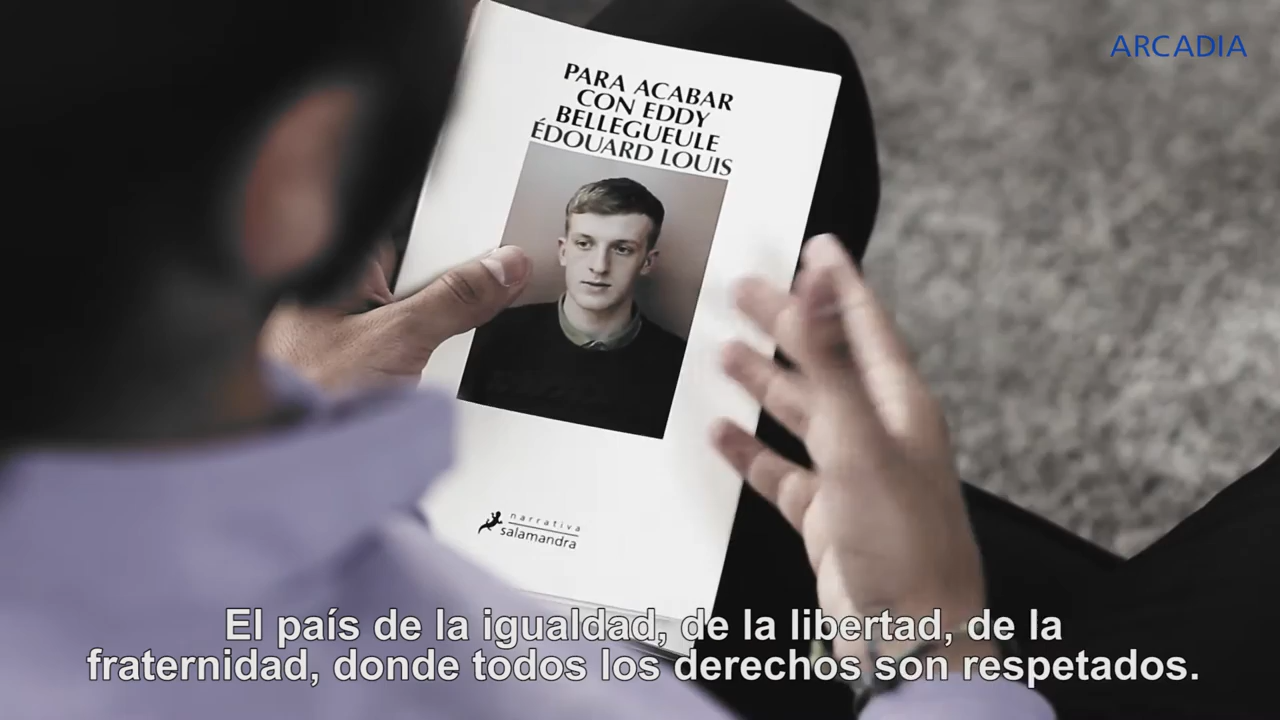 ARCADIA
PARA ACABAR
CON EDDY
BELLEGUEULE
ÉDOUARD LOUIS
narrativa
salamandra
El país de la igualdad, de la libertad, de la
fraternidad, donde todos los derechos son respetados.